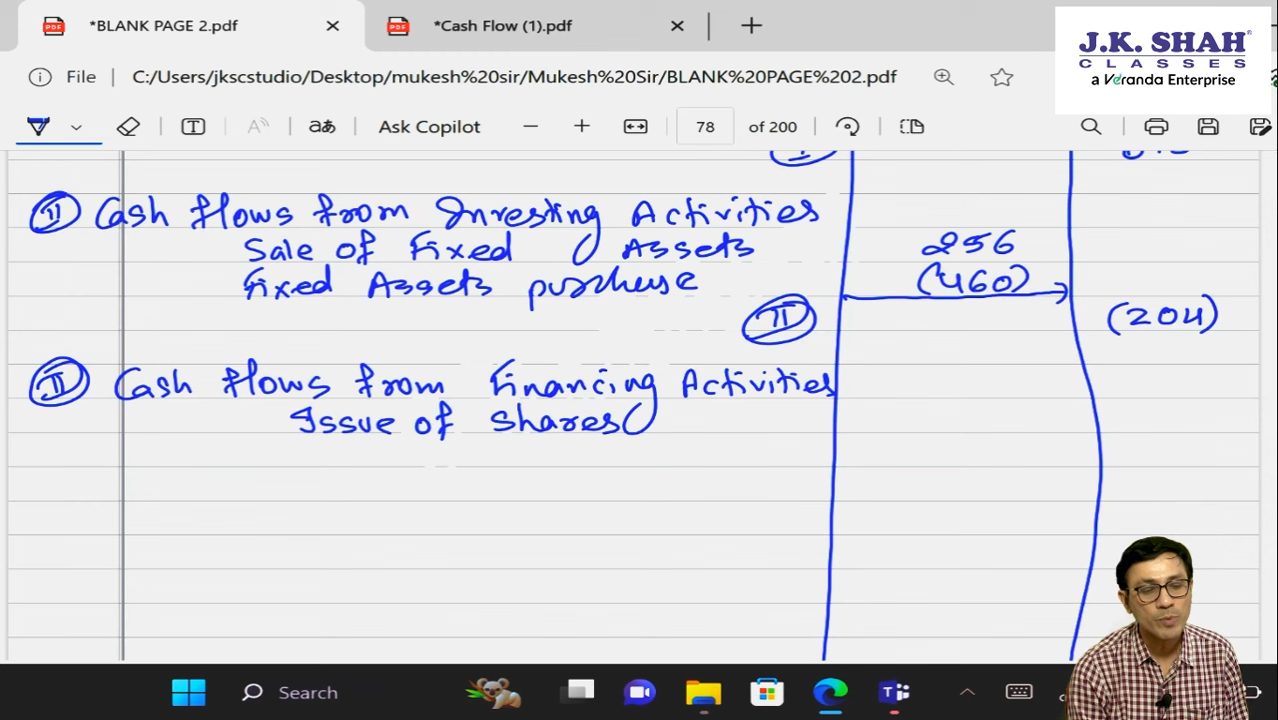 *BLANK PAGE 2.pdf
*Cash Flow (1).pdf
J.K. SHAH
CLASSES
a Veranda Enterprise
File C:/Users/jkscstudio/Desktop/mukesh%20sir/Mukesh%20Sir/BLANK%20PAGE%202.pdf
Ask Copilot 78 of 200
I
II Cash flows from Investing Activities
Sale of Fixed Assets 256
Fixed Assets purchase (460)
II (204)
II Cash flows from Financing Activities
Issue of shares
Search